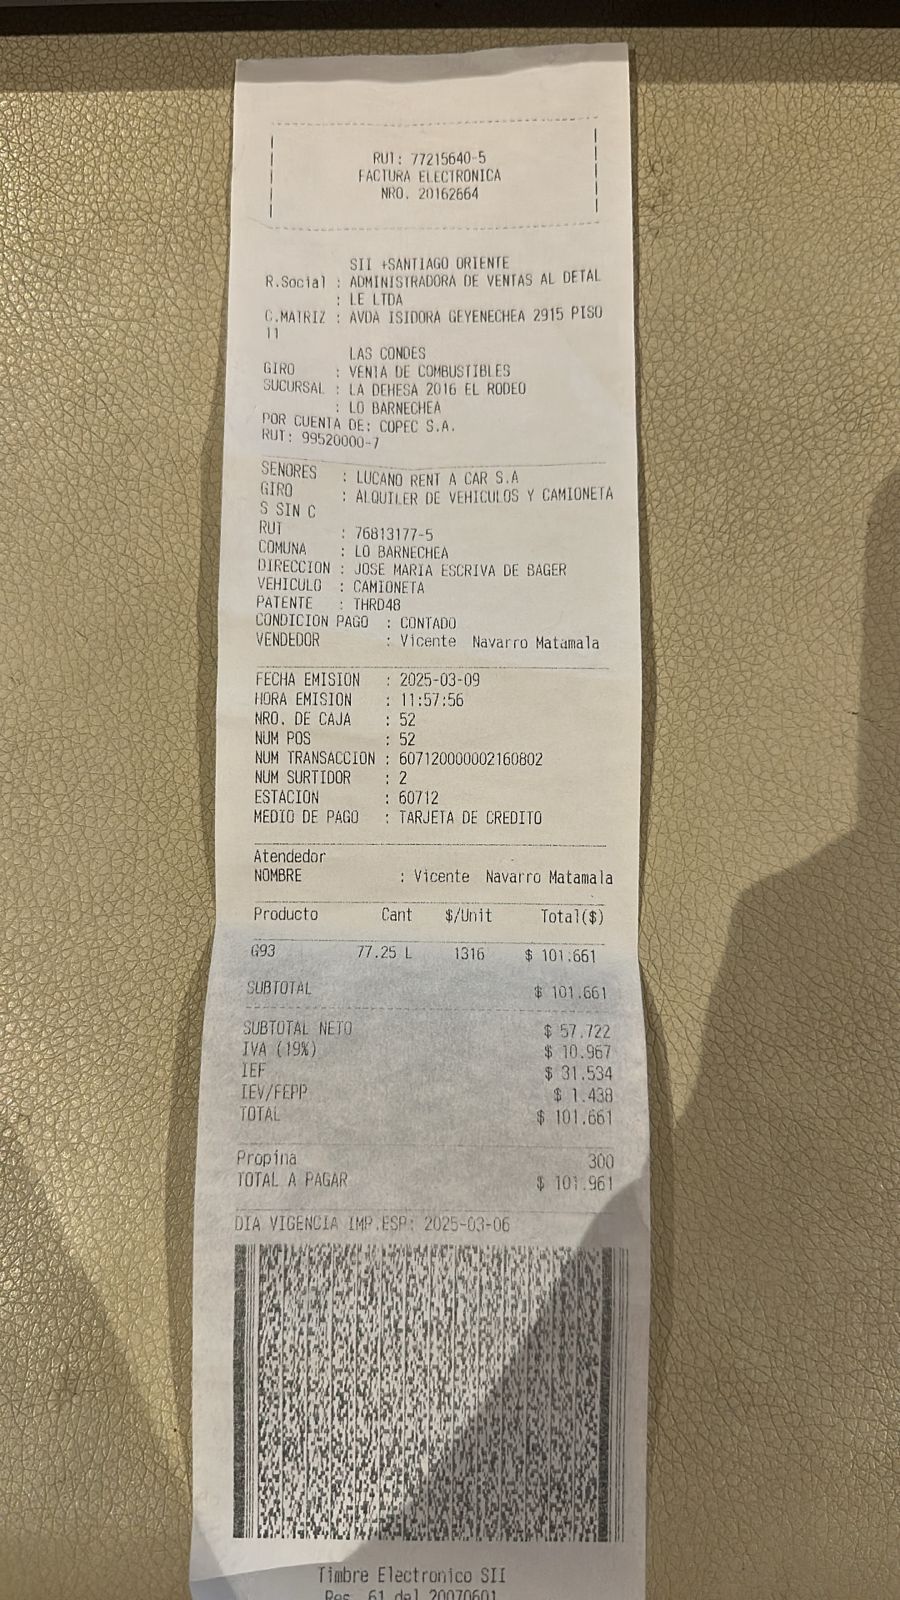 RUT: 77215640-5
FACTURA ELECTRONICA
NRO. 20162664
SII +SANTIAGO ORIENTE
R.Social : ADMINISTRADORA DE VENTAS AL DETAL
: LE LTDA
C.MATRIZ : AVDA ISIDORA GEYENECHEA 2915 PISO
11
LAS CONDES
GIRO : VENTA DE COMBUSTIBLES
SUCURSAL : LA DEHESA 2016 EL RODEO
: LO BARNECHEA
POR CUENTA DE: COPEC S.A.
RUT: 99520000-7
SENORES : LUCANO RENT A CAR S.A
GIRO : ALQUILER DE VEHICULOS Y CAMIONETA
S SIN C
RUT : 76813177-5
COMUNA : LO BARNECHEA
DIRECCION : JOSE MARIA ESCRIVA DE BAGER
VEHICULO : CAMIONETA
PATENTE : THRD48
CONDICION PAGO : CONTADO
VENDEDOR : Vicente Navarro Matamala
FECHA EMISION : 2025-03-09
HORA EMISION : 11:57:56
NRO. DE CAJA : 52
NUM POS : 52
NUM TRANSACCION : 607120000002160802
NUM SURTIDOR : 2
ESTACION : 60712
MEDIO DE PAGO : TARJETA DE CREDITO
Atendedor
NOMBRE : Vicente Navarro Matamala
Producto Cant $/Unit Total($)
G93 77.25 L 1316 $ 101.661
SUBTOTAL $ 101.661
SUBTOTAL NETO $ 57.722
IVA (19%) $ 10.967
IEF $ 31.534
IEV/FEPP $ 1.438
TOTAL $ 101.661
Propina 300
TOTAL A PAGAR $ 101.961
DIA VIGENCIA IMP.ESP: 2025-03-06
Timbre Electronico SII
Res. 61 del 20070601